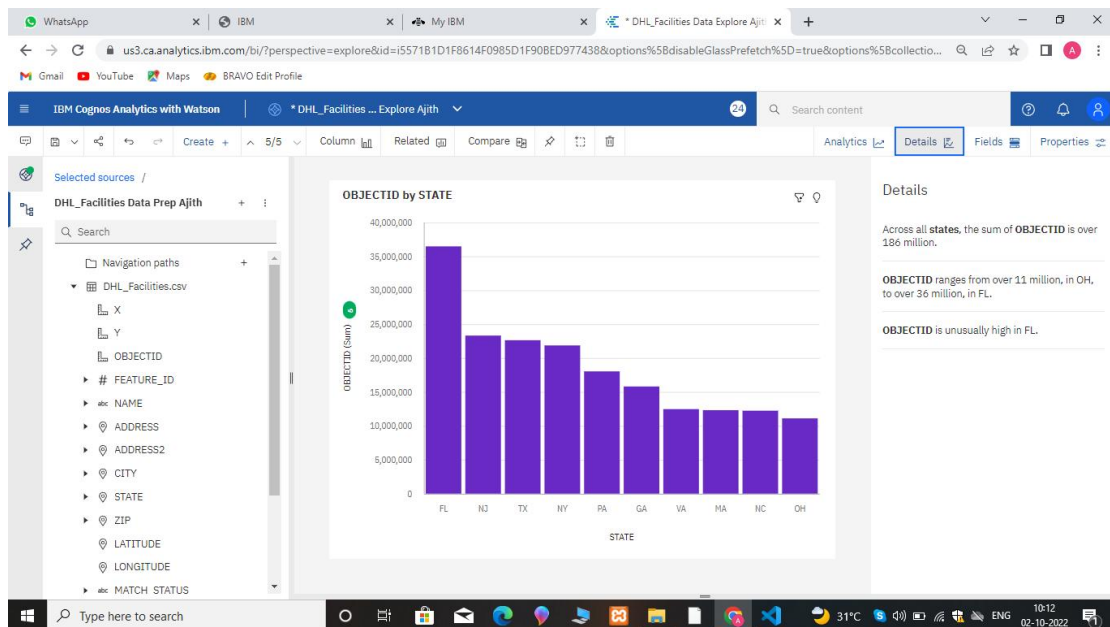 WhatsApp
IBM
My IBM
* DHL_Facilities Data Explore Ajit
us3.ca.analytics.ibm.com/bi/?perspective=explore&id=i5571B1D1F8614F0985D1F90BED977438&options%5BdisableGlassPrefetch%5D=true&options%5Bcollectio...
A
Gmail
YouTube
Maps
BRAVO Edit Profile
IBM Cognos Analytics with Watson
* DHL_Facilities ... Explore Ajith
24
Search content
Create +
5/5
Column
Related
Compare
Analytics
Details
Fields
Properties
Selected sources /
DHL_Facilities Data Prep Ajith
Search
Navigation paths
DHL_Facilities.csv
X
Y
OBJECTID
# FEATURE_ID
abc NAME
ADDRESS
ADDRESS2
CITY
STATE
ZIP
LATITUDE
LONGITUDE
abc MATCH STATUS
OBJECTID by STATE
OBJECTID (Sum)
40,000,000
35,000,000
30,000,000
25,000,000
20,000,000
15,000,000
10,000,000
5,000,000
0
FL NJ TX NY PA GA VA MA NC OH
STATE
Details
Across all states, the sum of OBJECTID is over
186 million.
OBJECTID ranges from over 11 million, in OH,
to over 36 million, in FL.
OBJECTID is unusually high in FL.
Type here to search
31°C
ENG
10:12
02-10-2022